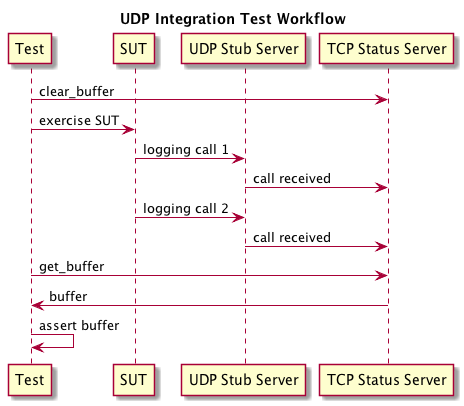 UDP Integration Test Workflow
Test SUT UDP Stub Server TCP Status Server
clear_buffer
exercise SUT
logging call 1
call received
logging call 2
call received
get_buffer
buffer
assert buffer
Test SUT UDP Stub Server TCP Status Server